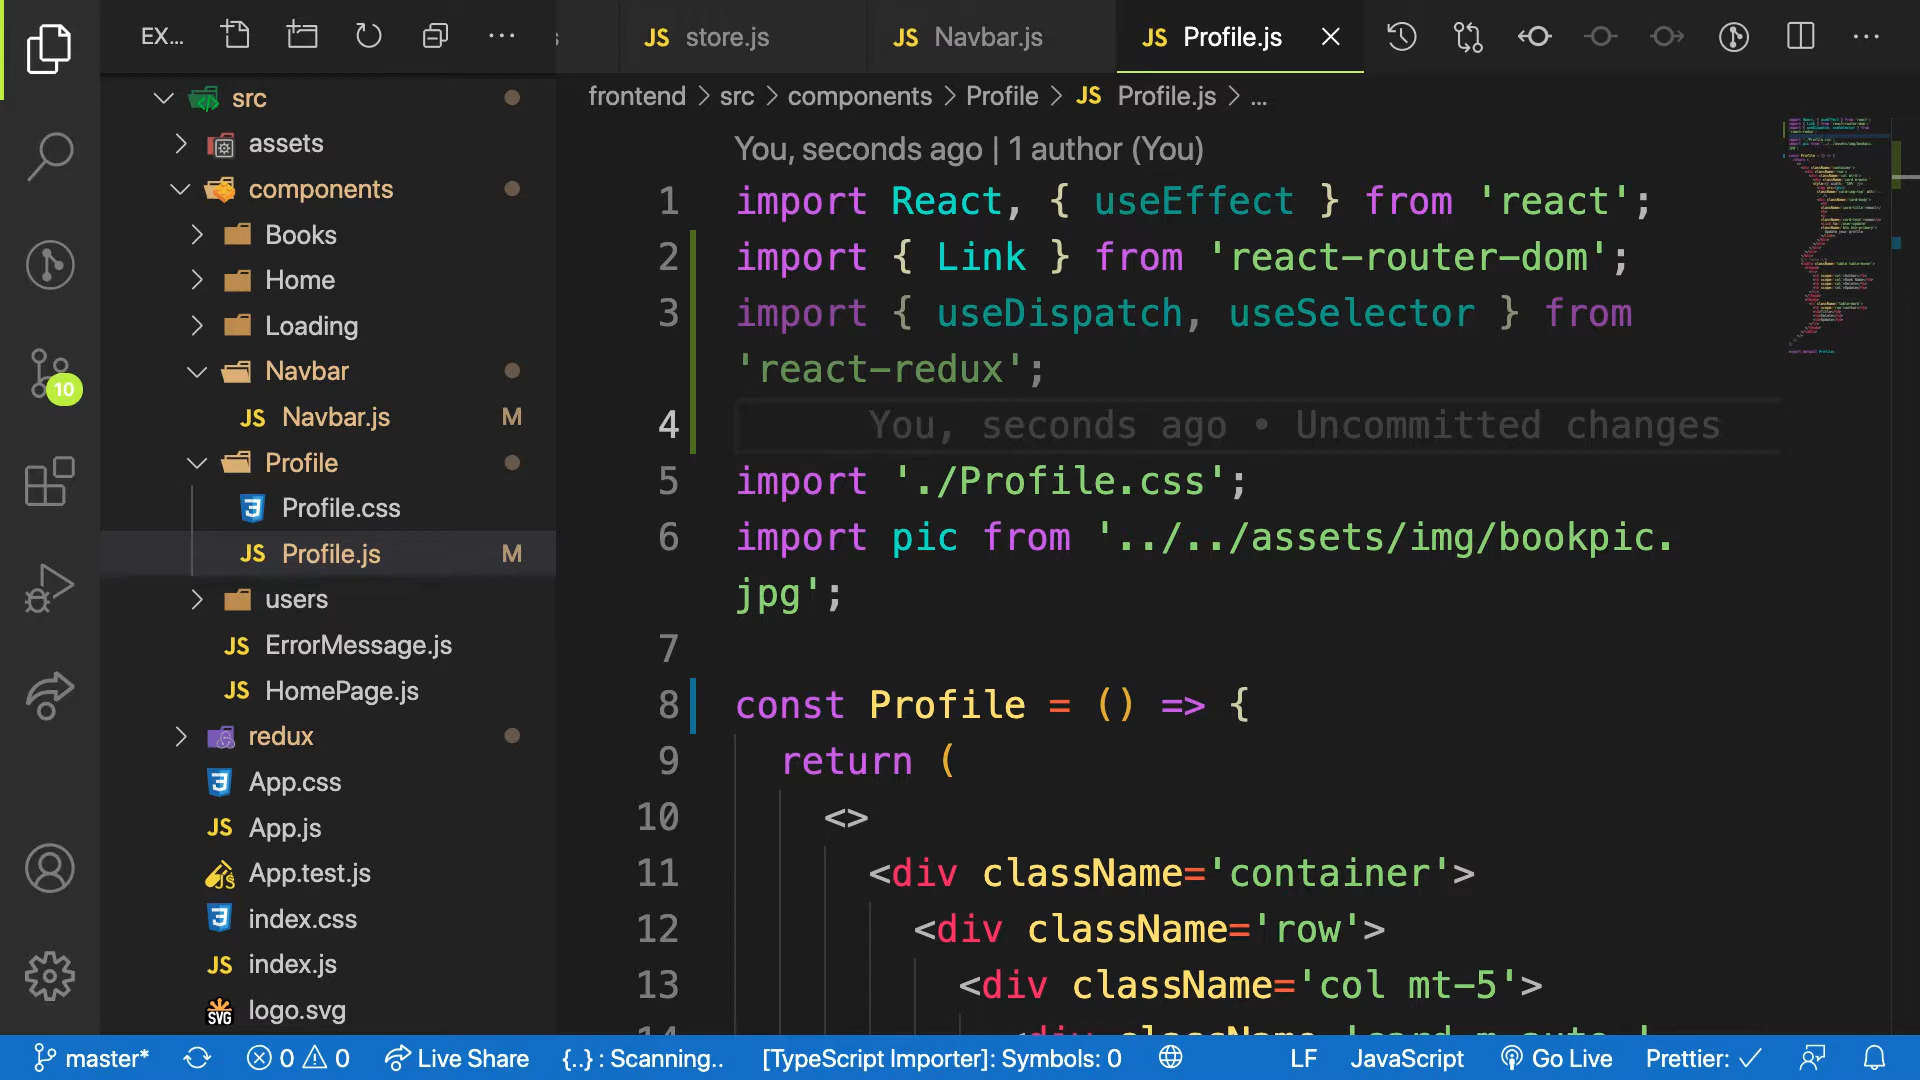 EX...
store.js
Navbar.js
Profile.js
frontend > src > components > Profile > JS Profile.js > ...
src
assets
components
Books
Home
Loading
Navbar
JS Navbar.js M
Profile
Profile.css
JS Profile.js M
users
JS ErrorMessage.js
JS HomePage.js
redux
App.css
JS App.js
App.test.js
index.css
JS index.js
logo.svg
10
You, seconds ago | 1 author (You)
1 import React, { useEffect } from 'react';
2 import { Link } from 'react-router-dom';
3 import { useDispatch, useSelector } from
'react-redux';
4 You, seconds ago • Uncommitted changes
5 import './Profile.css';
6 import pic from '../../assets/img/bookpic.
jpg';
7
8 const Profile = () => {
9 return (
10 <>
11 <div className='container'>
12 <div className='row'>
13 <div className='col mt-5'>
14 <div className='card m-auto '
master* 0 0 Live Share {..} : Scanning.. [TypeScript Importer]: Symbols: 0 LF JavaScript Go Live Prettier: ✓